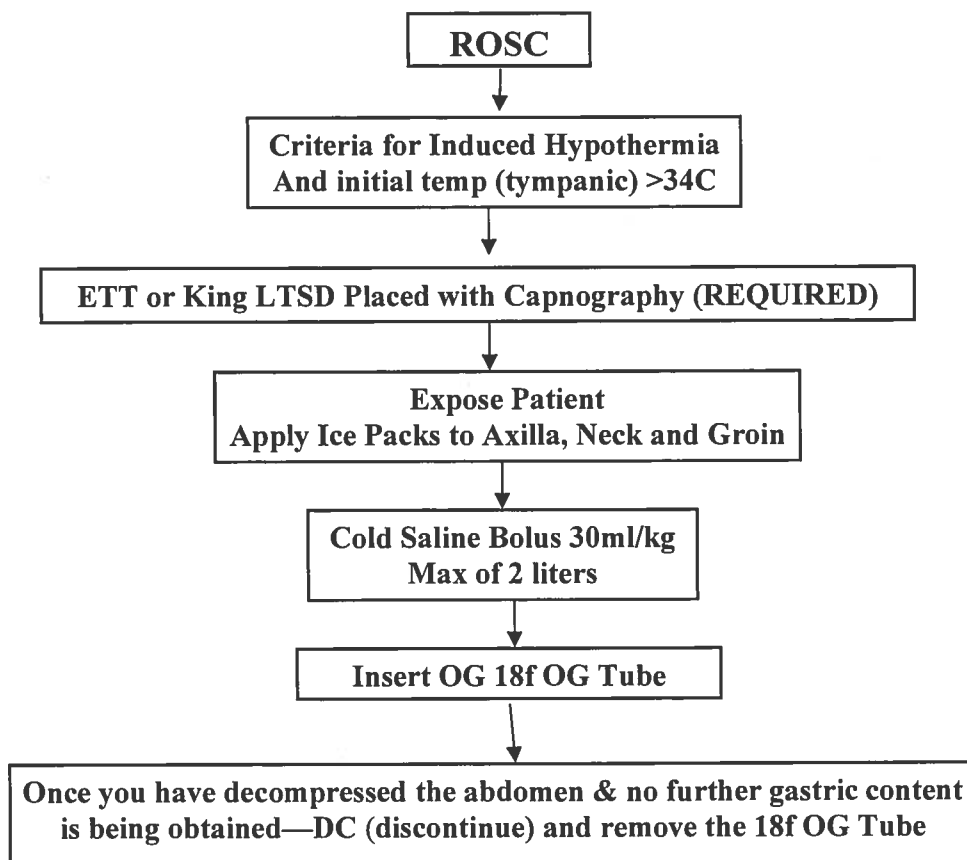 ROSC
Criteria for Induced Hypothermia
And initial temp (tympanic) >34C
ETT or King LTSD Placed with Capnography (REQUIRED)
Expose Patient
Apply Ice Packs to Axilla, Neck and Groin
Cold Saline Bolus 30ml/kg
Max of 2 liters
Insert OG 18f OG Tube
Once you have decompressed the abdomen & no further gastric content
is being obtained—DC (discontinue) and remove the 18f OG Tube